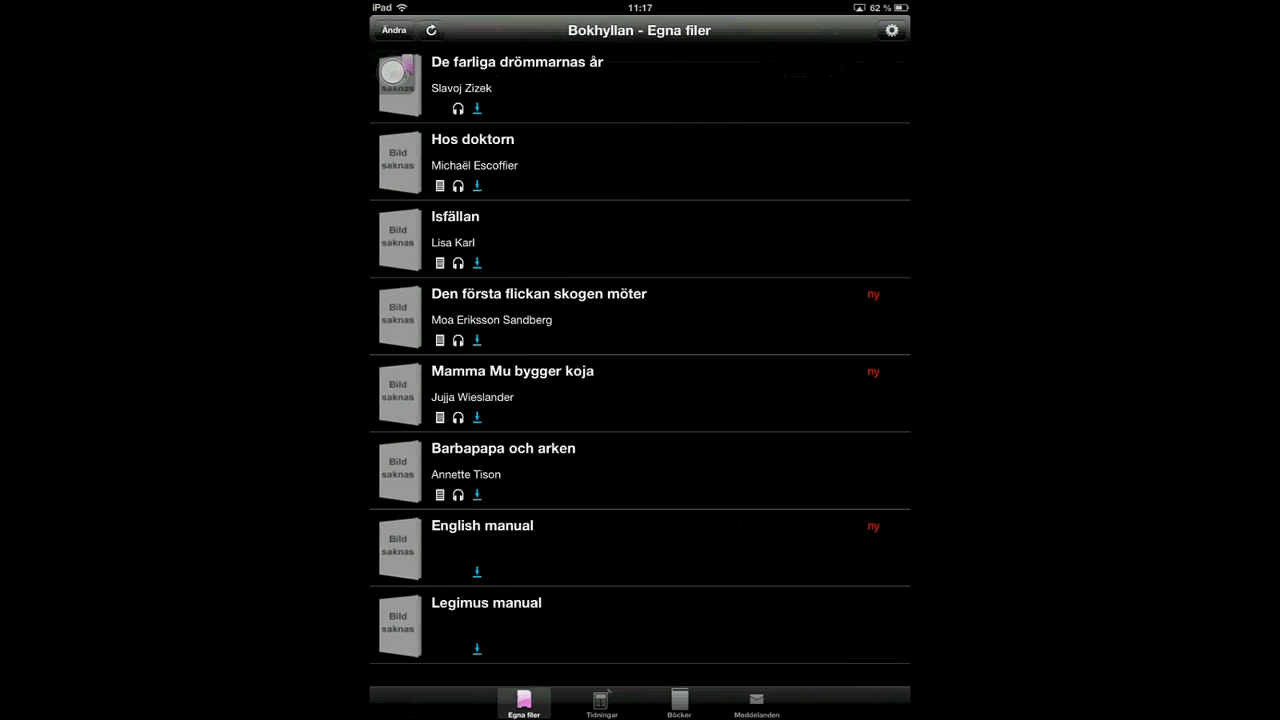 iPad 11:17 62 %
Ändra Bokhyllan - Egna filer
De farliga drömmarnas år
saknas
Slavoj Zizek
Hos doktorn
Bild
saknas
Michaël Escoffier
Isfällan
Bild
saknas
Lisa Karl
Den första flickan skogen möter ny
Bild
saknas
Moa Eriksson Sandberg
Mamma Mu bygger koja ny
Bild
saknas
Jujja Wieslander
Barbapapa och arken
Bild
saknas
Annette Tison
English manual ny
Bild
saknas
Legimus manual
Bild
saknas
Egna filer Tidningar Böcker Meddelanden